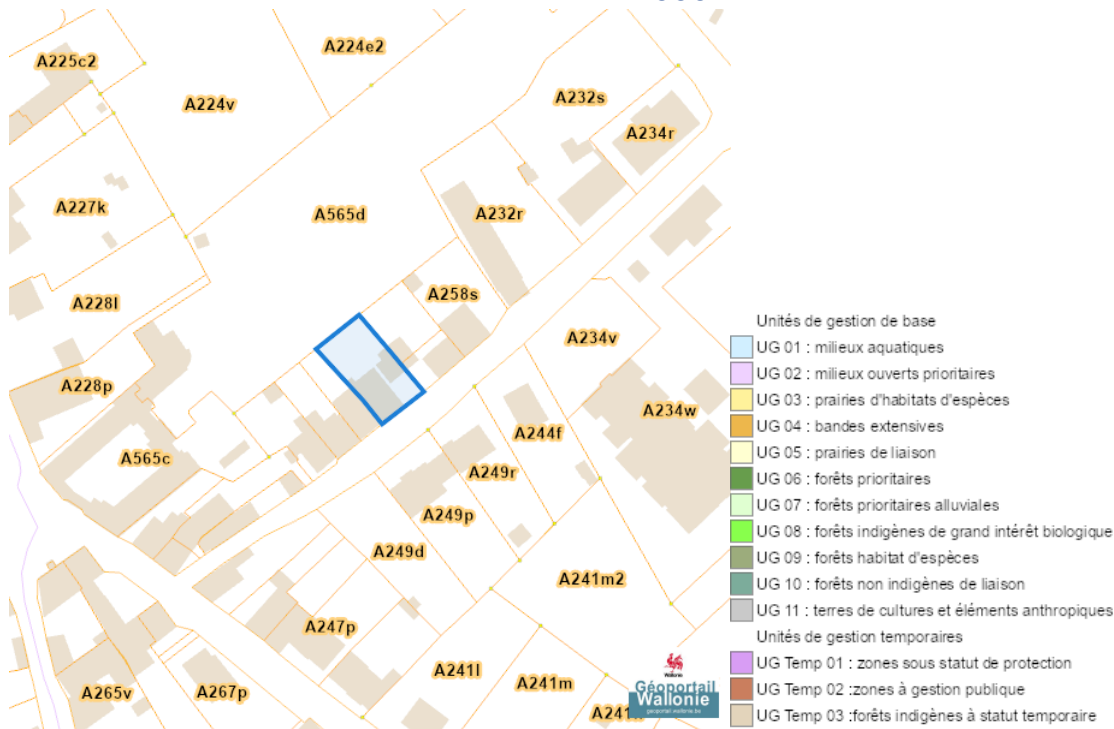 A225c2
A224e2
A224v
A232s
A234r
A227k
A565d
A232r
A228l
A258s
A234v
A228p
A234w
A565c
A244f
A249r
A249p
A249d
A241m2
A247p
A241l
A265v
A267p
A241m
Wallonie
Géoportail
Wallonie
geoportail.wallonie.be
Unités de gestion de base
UG 01 : milieux aquatiques
UG 02 : milieux ouverts prioritaires
UG 03 : prairies d'habitats d'espèces
UG 04 : bandes extensives
UG 05 : prairies de liaison
UG 06 : forêts prioritaires
UG 07 : forêts prioritaires alluviales
UG 08 : forêts indigènes de grand intérêt biologique
UG 09 : forêts habitat d'espèces
UG 10 : forêts non indigènes de liaison
UG 11 : terres de cultures et éléments anthropiques
Unités de gestion temporaires
UG Temp 01 : zones sous statut de protection
UG Temp 02 :zones à gestion publique
UG Temp 03 :forêts indigènes à statut temporaire